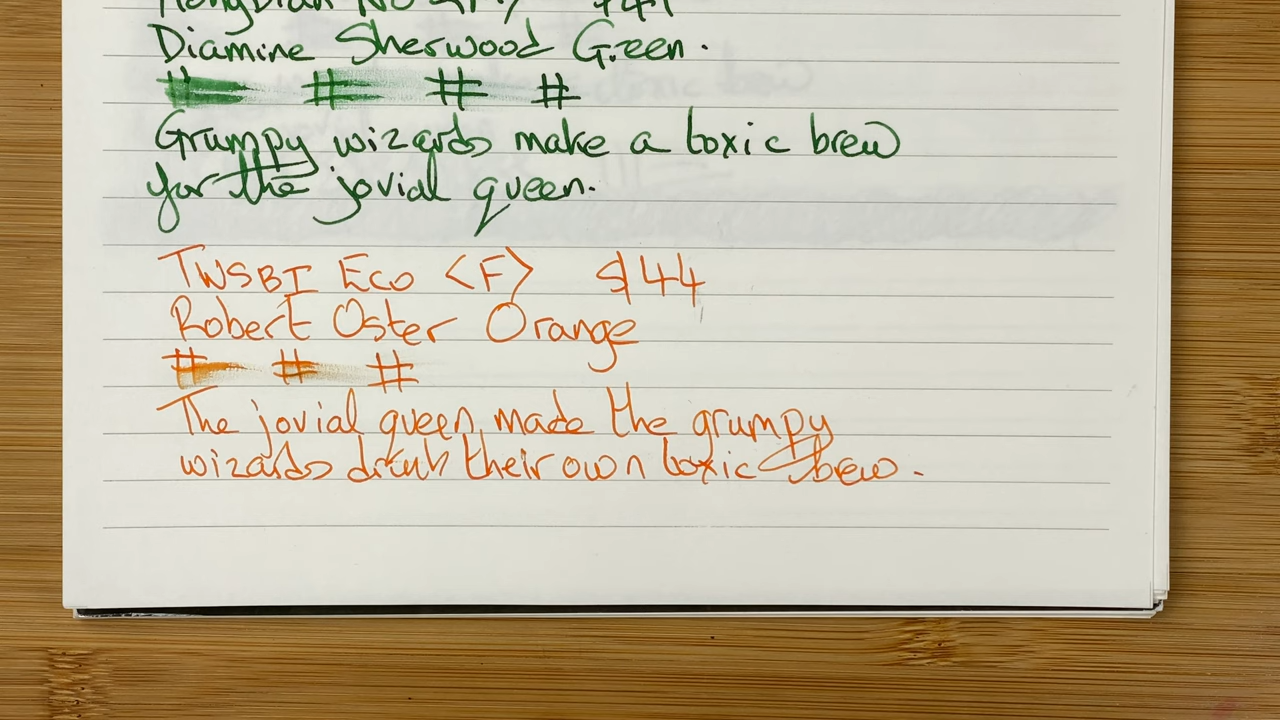 Diamine Sherwood Green.
# # # #
Grumpy wizards make a toxic brew
for the jovial queen.
TWSBI Eco <F> $144
Robert Oster Orange
# # #
The jovial queen made the grumpy
wizards drink their own toxic brew.